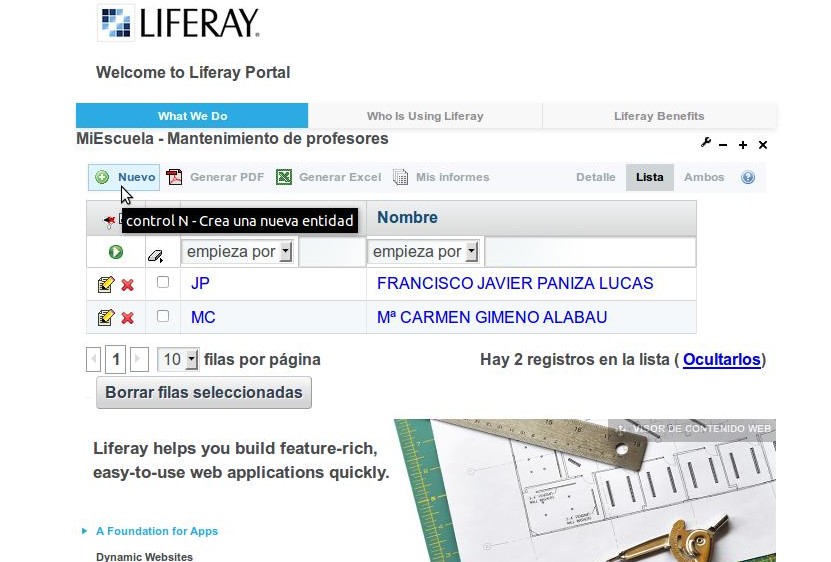 LIFERAY.
Welcome to Liferay Portal
What We Do Who Is Using Liferay Liferay Benefits
MiEscuela - Mantenimiento de profesores
Nuevo Generar PDF Generar Excel Mis informes Detalle Lista Ambos
control N - Crea una nueva entidad
Nombre
empieza por empieza por
JP FRANCISCO JAVIER PANIZA LUCAS
MC Mª CARMEN GIMENO ALABAU
1 10 filas por página Hay 2 registros en la lista ( Ocultarlos)
Borrar filas seleccionadas
VISOR DE CONTENIDO WEB
Liferay helps you build feature-rich,
easy-to-use web applications quickly.
A Foundation for Apps
Dynamic Websites